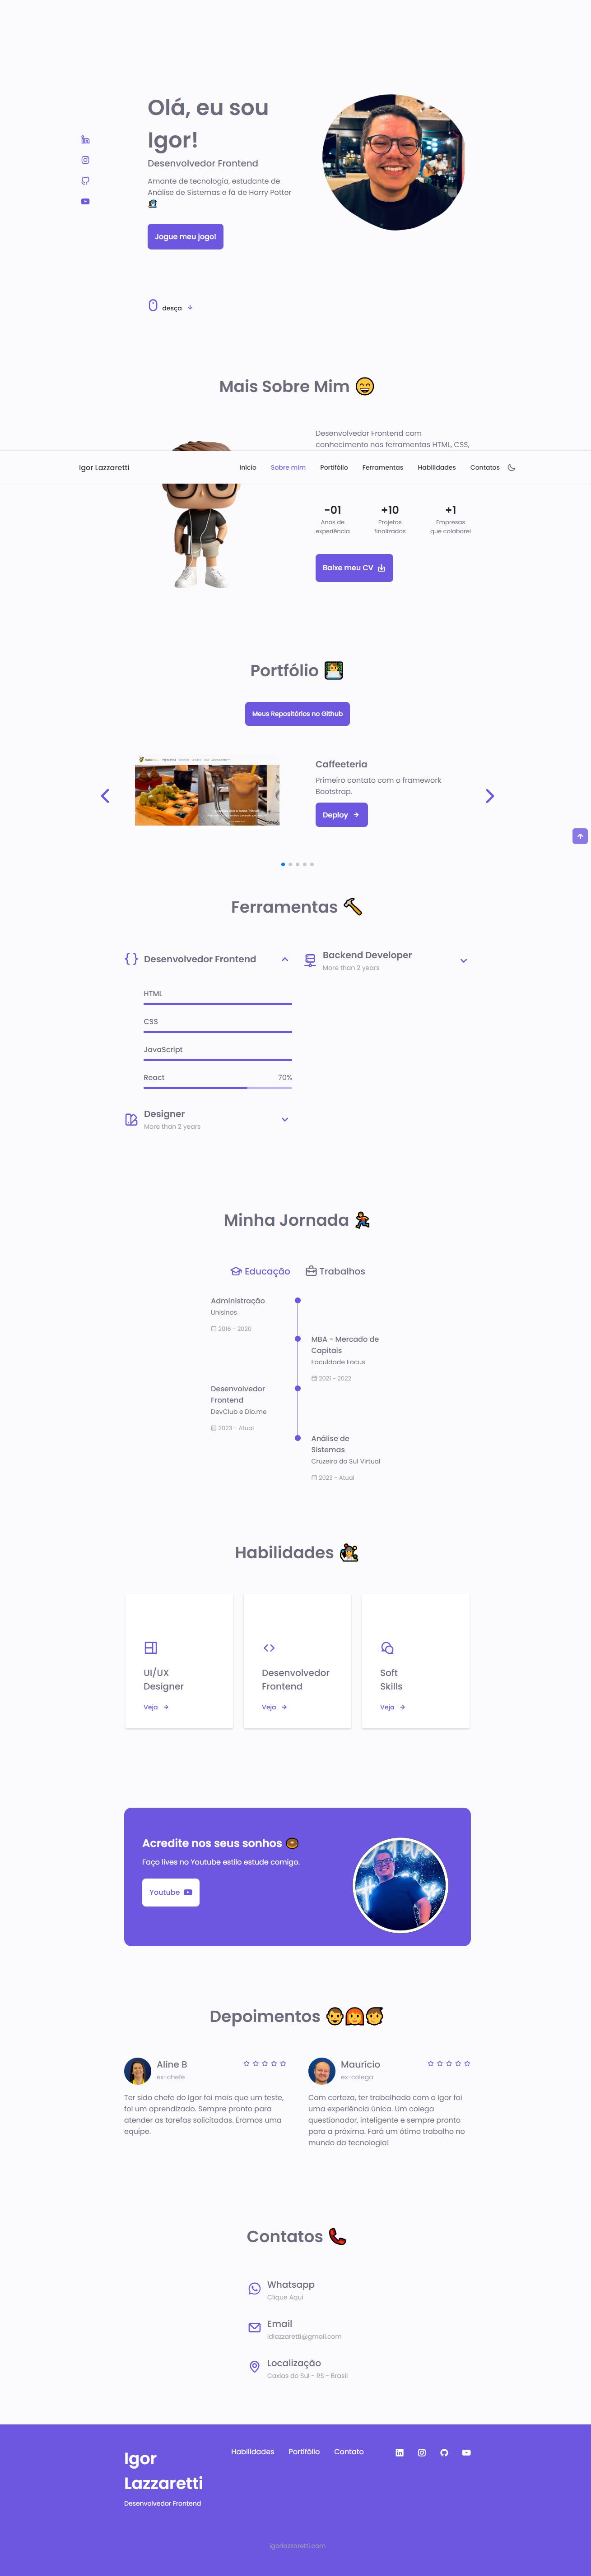 Olá, eu sou
Igor!
Desenvolvedor Frontend
Amante de tecnologia, estudante de
Análise de Sistemas e fã de Harry Potter
Jogue meu jogo!
desça
Mais Sobre Mim
Desenvolvedor Frontend com
conhecimento nas ferramentas HTML, CSS,
Igor Lazzaretti
Inicio
Sobre mim
Portifólio
Ferramentas
Habilidades
Contatos
-01
Anos de
experiência
+10
Projetos
finalizados
+1
Empresas
que colaborei
Baixe meu CV
Portfólio
Meus Repositórios no Github
Caffeeteria
Primeiro contato com o framework
Bootstrap.
Deploy
Ferramentas
Desenvolvedor Frontend
HTML
CSS
JavaScript
React 70%
Backend Developer
More than 2 years
Designer
More than 2 years
Minha Jornada
Educação
Trabalhos
Administração
Unisinos
2016 - 2020
MBA - Mercado de
Capitais
Faculdade Focus
2021 - 2022
Desenvolvedor
Frontend
DevClub e Dio.me
2023 - Atual
Análise de
Sistemas
Cruzeiro do Sul Virtual
2023 - Atual
Habilidades
UI/UX
Designer
Veja
Desenvolvedor
Frontend
Veja
Soft
Skills
Veja
Acredite nos seus sonhos
Faço lives no Youtube estilo estude comigo.
Youtube
Depoimentos
Aline B
ex-chefe
Ter sido chefe do Igor foi mais que um teste,
foi um aprendizado. Sempre pronto para
atender as tarefas solicitadas. Eramos uma
equipe.
Maurício
ex-colega
Com certeza, ter trabalhado com o Igor foi
uma experiência única. Um colega
questionador, inteligente e sempre pronto
para a próxima. Fará um ótimo trabalho no
mundo da tecnologia!
Contatos
Whatsapp
Clique Aqui
Email
idlazzaretti@gmail.com
Localização
Caxias do Sul - RS - Brasil
Igor
Lazzaretti
Desenvolvedor Frontend
Habilidades
Portifólio
Contato
igorlazzaretti.com